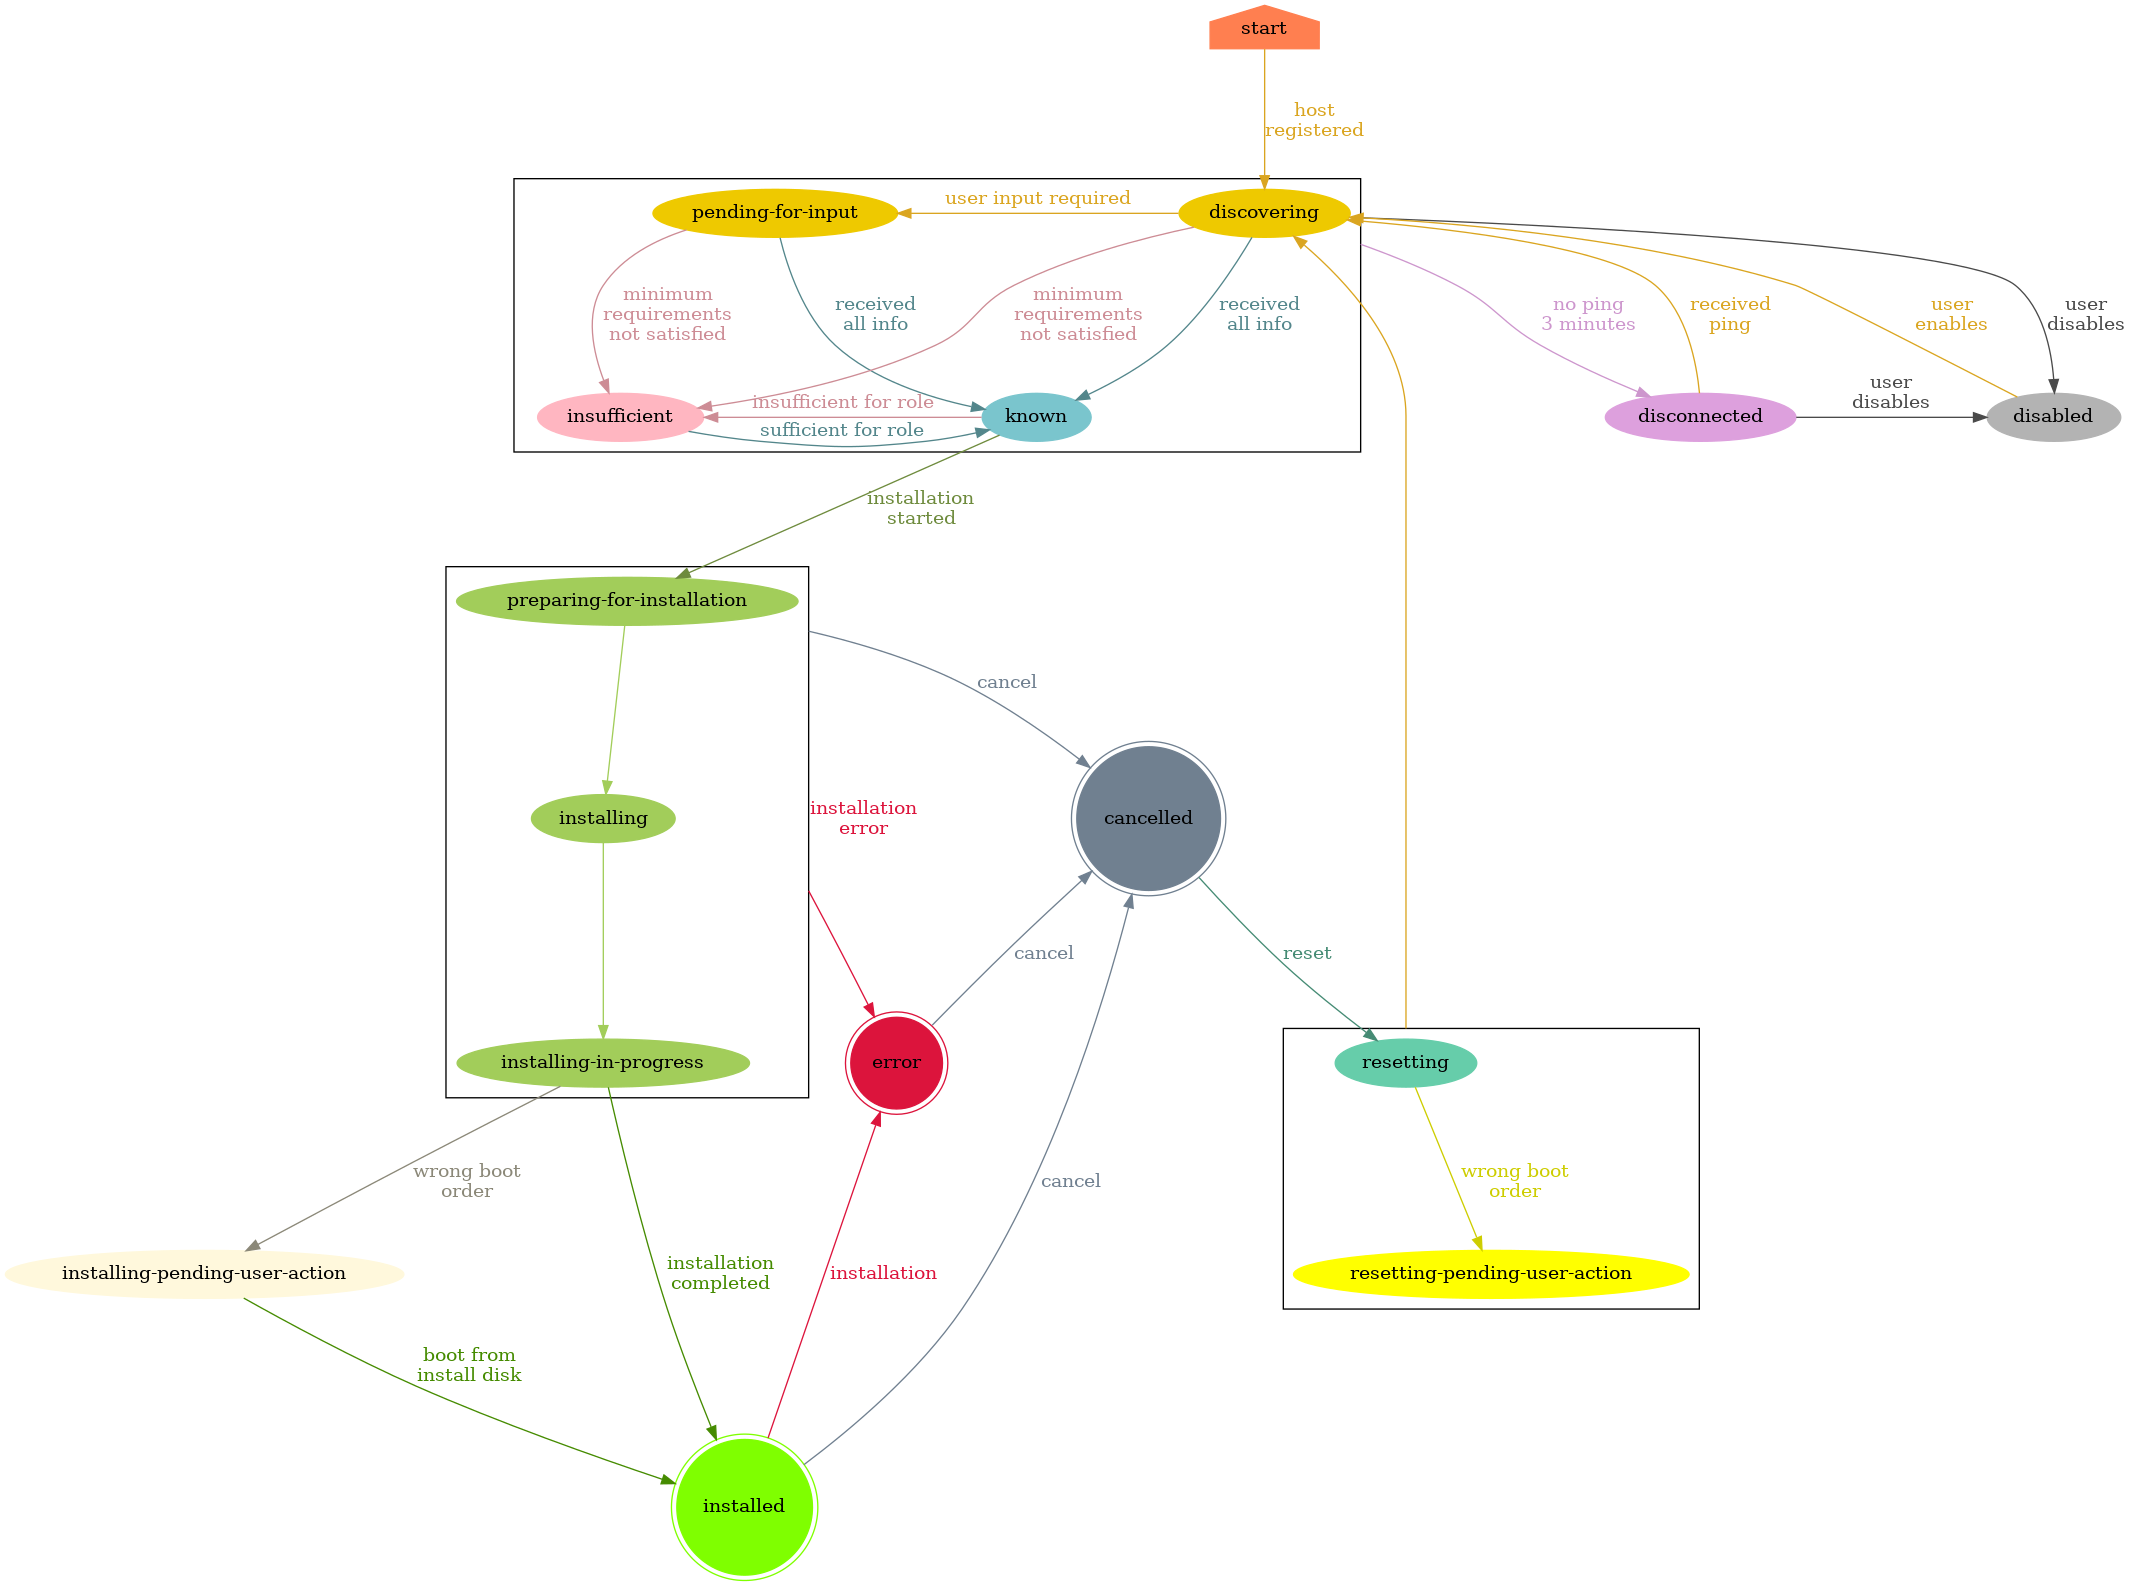 start
host
registered
pending-for-input
user input required
discovering
minimum
requirements
not satisfied
received
all info
minimum
requirements
not satisfied
received
all info
no ping
3 minutes
received
ping
user
enables
user
disables
insufficient
insufficient for role
sufficient for role
known
disconnected
user
disables
disabled
installation
started
preparing-for-installation
cancel
installing
installation
error
cancelled
cancel
reset
installing-in-progress
error
resetting
wrong boot
order
cancel
wrong boot
order
installing-pending-user-action
installation
completed
installation
resetting-pending-user-action
boot from
install disk
installed